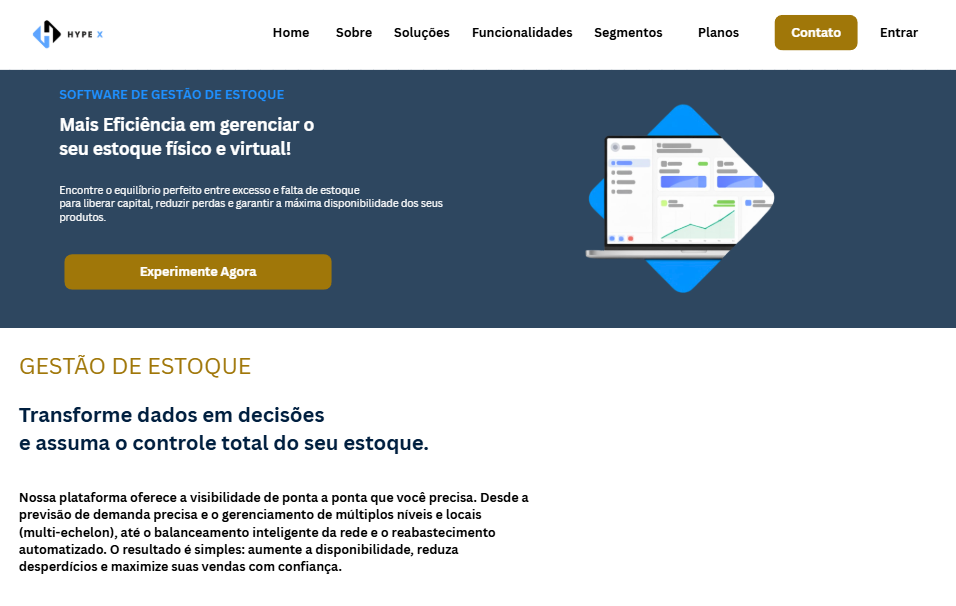 HYPE X
Home Sobre Soluções Funcionalidades Segmentos Planos Contato Entrar
SOFTWARE DE GESTÃO DE ESTOQUE
Mais Eficiência em gerenciar o
seu estoque físico e virtual!
Encontre o equilíbrio perfeito entre excesso e falta de estoque
para liberar capital, reduzir perdas e garantir a máxima disponibilidade dos seus
produtos.
Experimente Agora
GESTÃO DE ESTOQUE
Transforme dados em decisões
e assuma o controle total do seu estoque.
Nossa plataforma oferece a visibilidade de ponta a ponta que você precisa. Desde a
previsão de demanda precisa e o gerenciamento de múltiplos níveis e locais
(multi-echelon), até o balanceamento inteligente da rede e o reabastecimento
automatizado. O resultado é simples: aumente a disponibilidade, reduza
desperdícios e maximize suas vendas com confiança.